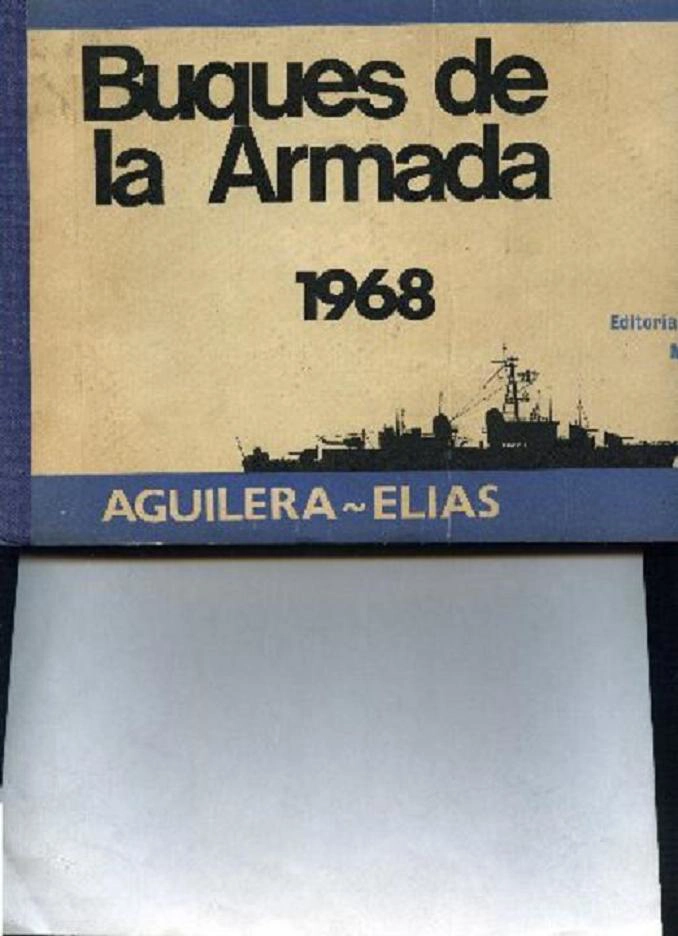 Buques de
la Armada
1968
Editoria
AGUILERA~ELIAS